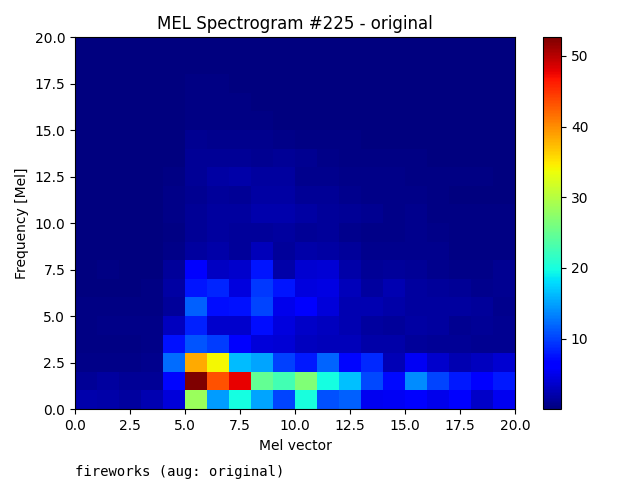 MEL Spectrogram #225 - original
20.0
17.5
15.0
12.5
10.0
7.5
5.0
2.5
0.0
Frequency [Mel]
0.0 2.5 5.0 7.5 10.0 12.5 15.0 17.5 20.0
Mel vector
50
40
30
20
10
fireworks (aug: original)